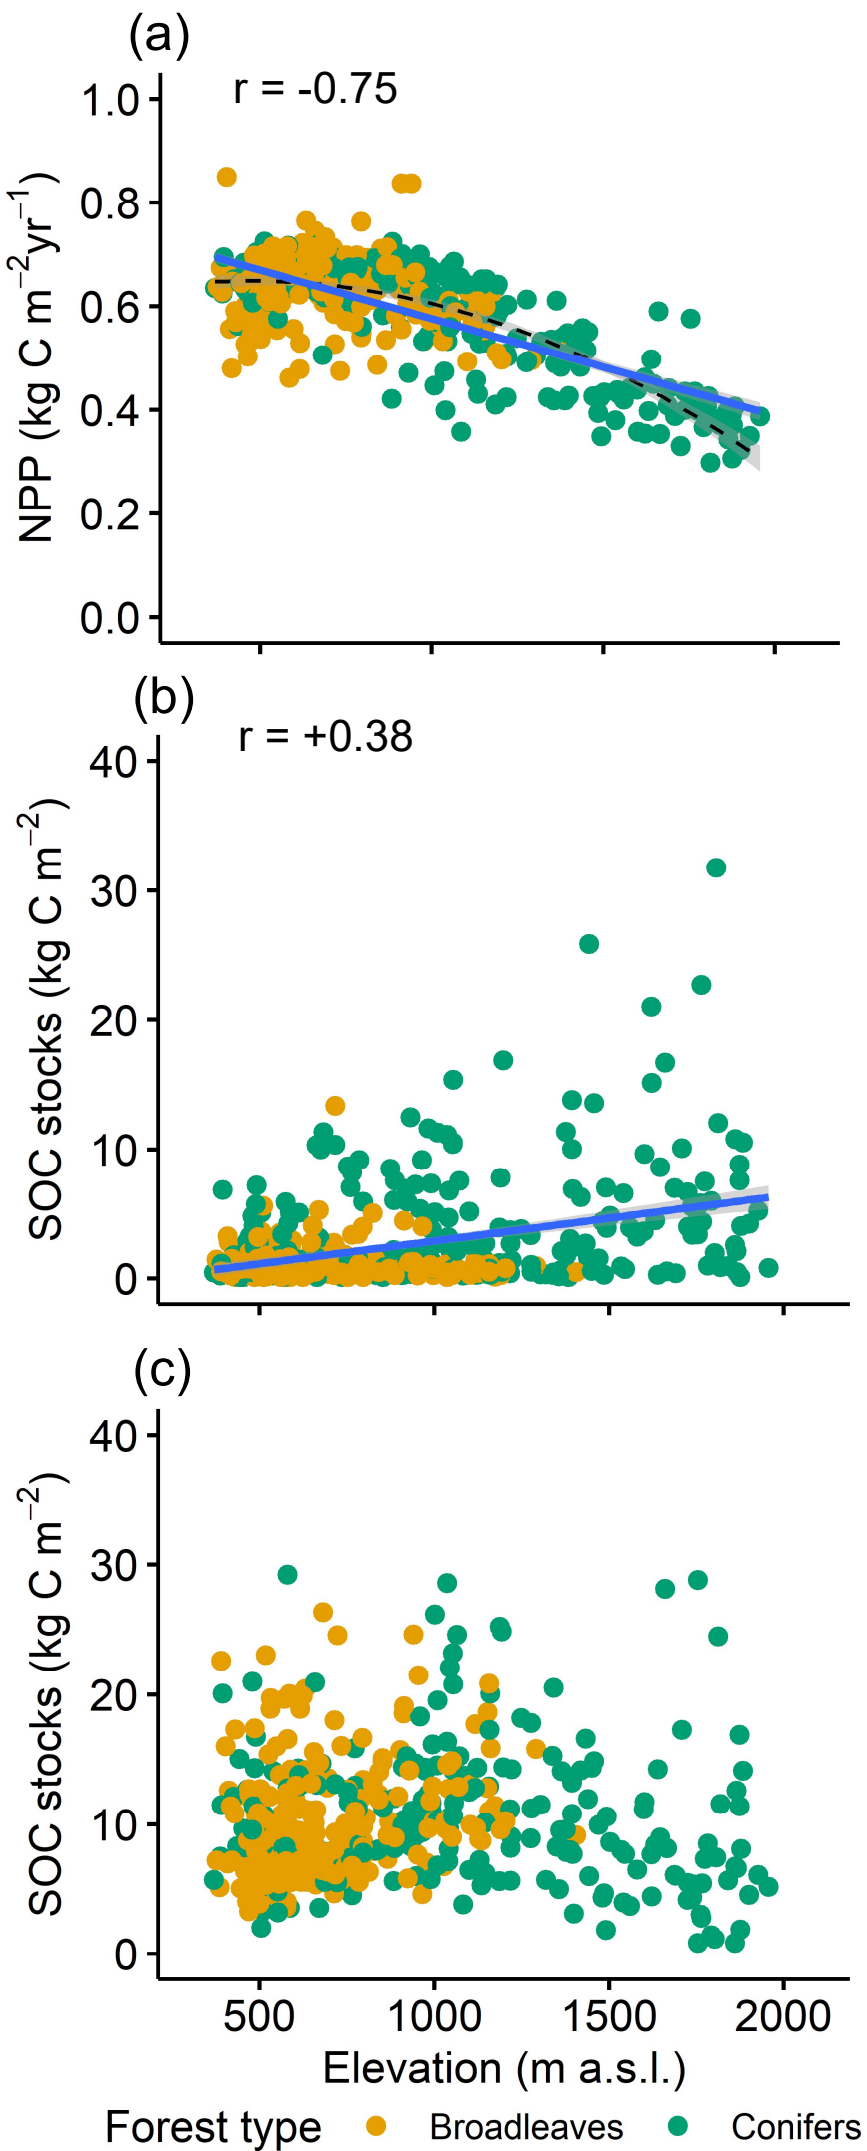 (a)
r = -0.75
1.0
0.8
0.6
0.4
0.2
0.0
NPP (kg C m⁻²yr⁻¹)
(b)
r = +0.38
40
30
20
10
0
SOC stocks (kg C m⁻²)
(c)
40
30
20
10
0
SOC stocks (kg C m⁻²)
500 1000 1500 2000
Elevation (m a.s.l.)
Forest type Broadleaves Conifers